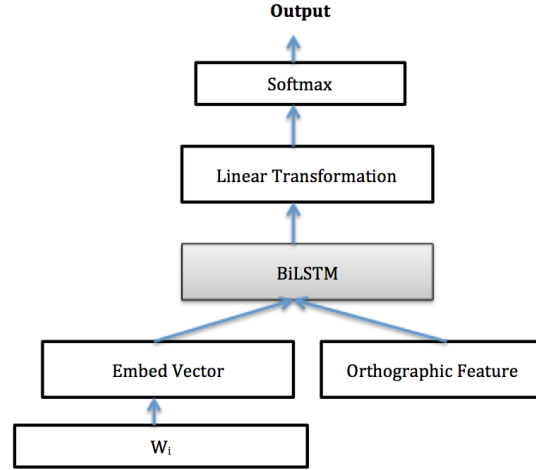 Output
Softmax
Linear Transformation
BiLSTM
Embed Vector
Orthographic Feature
Wi